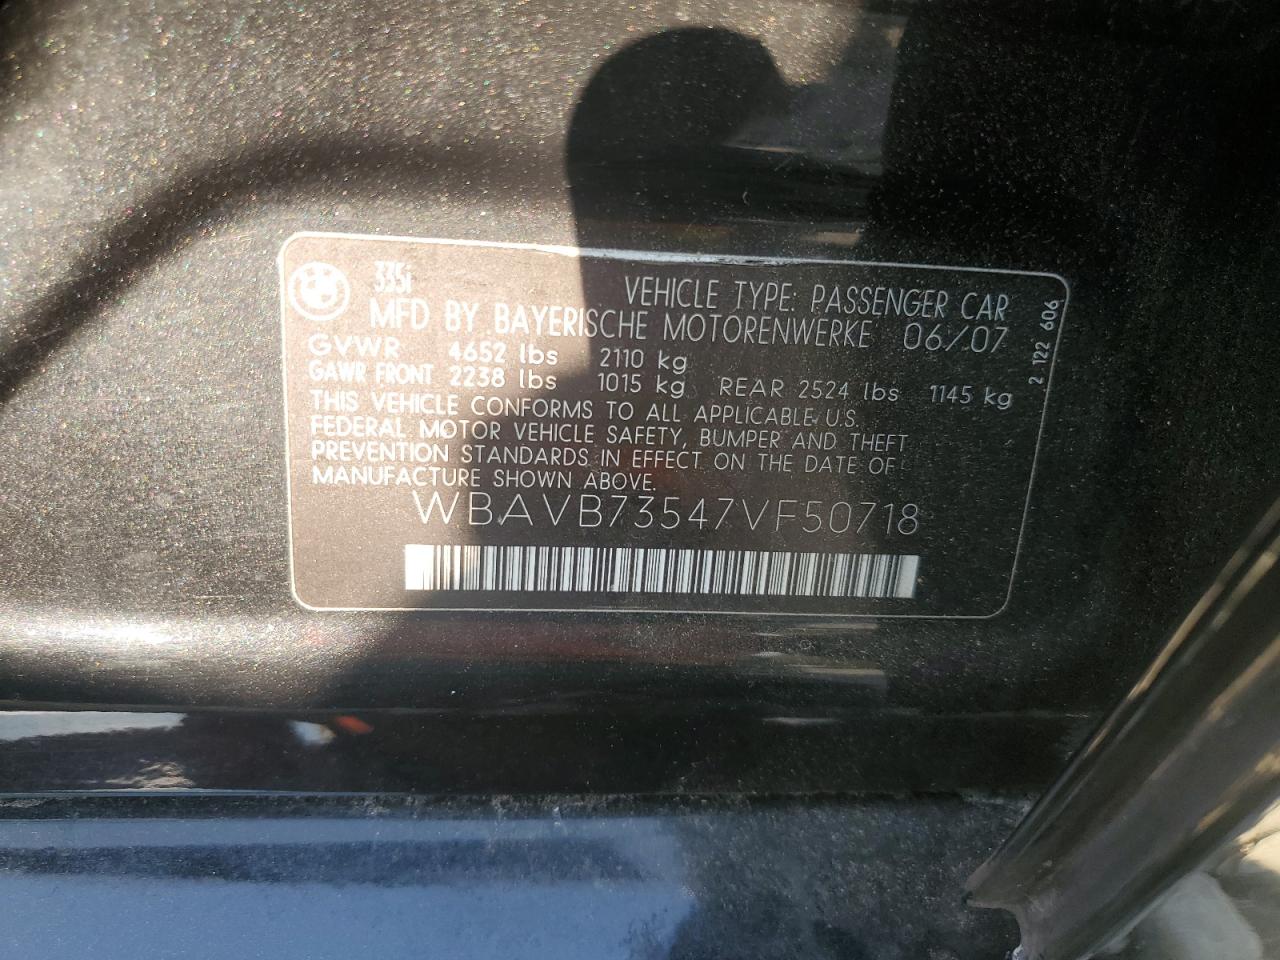 335i
VEHICLE TYPE: PASSENGER CAR
MFD BY BAYERISCHE MOTORENWERKE 06/07
GVWR 4652 lbs 2110 kg
GAWR FRONT 2238 lbs 1015 kg REAR 2524 lbs 1145 kg
THIS VEHICLE CONFORMS TO ALL APPLICABLE U.S.
FEDERAL MOTOR VEHICLE SAFETY, BUMPER AND THEFT
PREVENTION STANDARDS IN EFFECT ON THE DATE OF
MANUFACTURE SHOWN ABOVE.
WBAVB73547VF50718
2 122 606